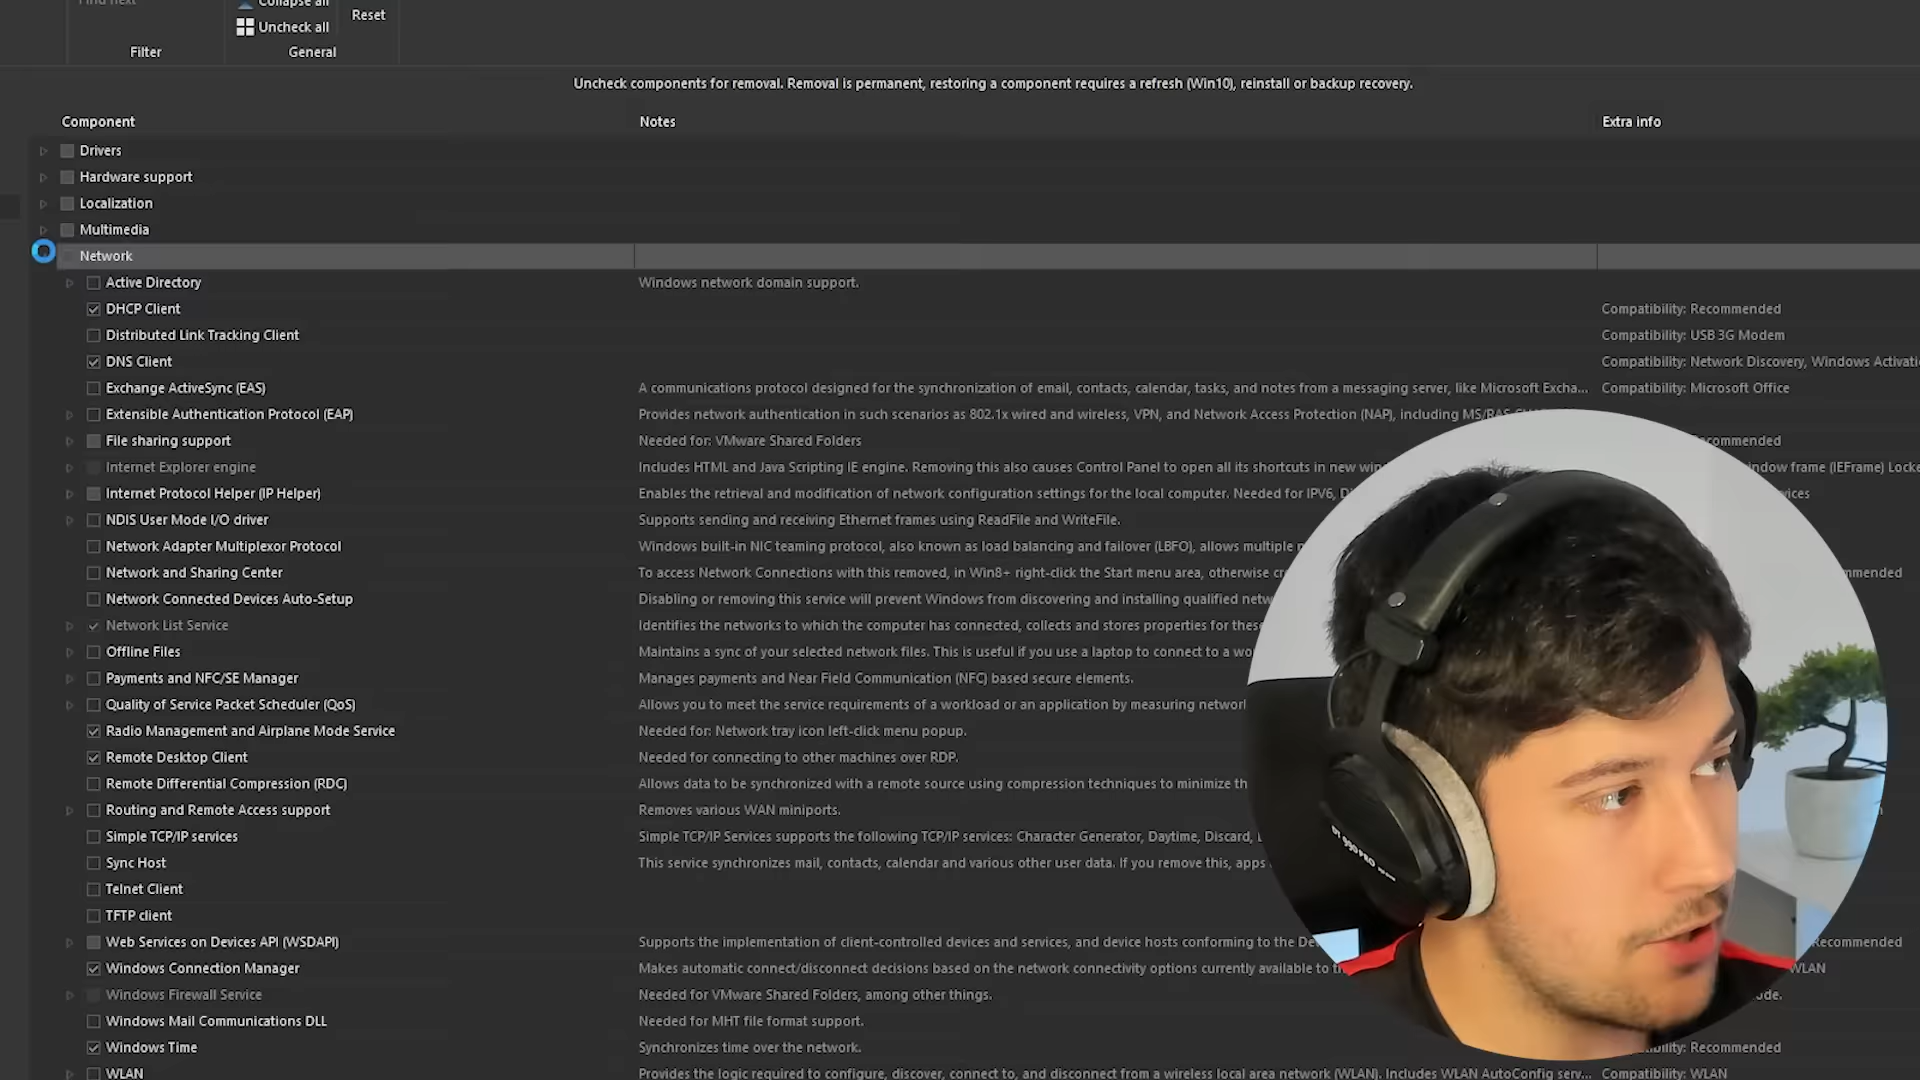 Collapse all
Uncheck all
Reset
Filter
General
Uncheck components for removal. Removal is permanent, restoring a component requires a refresh (Win10), reinstall or backup recovery.
Component Notes Extra info
Drivers
Hardware support
Localization
Multimedia
Network
Active Directory Windows network domain support.
DHCP Client Compatibility: Recommended
Distributed Link Tracking Client Compatibility: USB 3G Modem
DNS Client Compatibility: Network Discovery, Windows Activati
Exchange ActiveSync (EAS) A communications protocol designed for the synchronization of email, contacts, calendar, tasks, and notes from a messaging server, like Microsoft Excha... Compatibility: Microsoft Office
Extensible Authentication Protocol (EAP) Provides network authentication in such scenarios as 802.1x wired and wireless, VPN, and Network Access Protection (NAP), including
File sharing support Needed for: VMware Shared Folders commended
Internet Explorer engine Includes HTML and Java Scripting IE engine. Removing this also causes Control Panel to open all its shortcuts in new win indow frame (IEFrame) Locke
Internet Protocol Helper (IP Helper) Enables the retrieval and modification of network configuration settings for the local computer. Needed for IPV6, vices
NDIS User Mode I/O driver Supports sending and receiving Ethernet frames using ReadFile and WriteFile.
Network Adapter Multiplexor Protocol Windows built-in NIC teaming protocol, also known as load balancing and failover (LBFO), allows multiple
Network and Sharing Center To access Network Connections with this removed, in Win8+ right-click the Start menu area, otherwise cr mmended
Network Connected Devices Auto-Setup Disabling or removing this service will prevent Windows from discovering and installing qualified netw
Network List Service Identifies the networks to which the computer has connected, collects and stores properties for these
Offline Files Maintains a sync of your selected network files. This is useful if you use a laptop to connect to a wo
Payments and NFC/SE Manager Manages payments and Near Field Communication (NFC) based secure elements.
Quality of Service Packet Scheduler (QoS) Allows you to meet the service requirements of a workload or an application by measuring network
Radio Management and Airplane Mode Service Needed for: Network tray icon left-click menu popup.
Remote Desktop Client Needed for connecting to other machines over RDP.
Remote Differential Compression (RDC) Allows data to be synchronized with a remote source using compression techniques to minimize th
Routing and Remote Access support Removes various WAN miniports.
Simple TCP/IP services Simple TCP/IP Services supports the following TCP/IP services: Character Generator, Daytime, Discard,
Sync Host This service synchronizes mail, contacts, calendar and various other user data. If you remove this, apps
Telnet Client
TFTP client
Web Services on Devices API (WSDAPI) Supports the implementation of client-controlled devices and services, and device hosts conforming to the De Recommended
Windows Connection Manager Makes automatic connect/disconnect decisions based on the network connectivity options currently available to th WLAN
Windows Firewall Service Needed for VMware Shared Folders, among other things. ode.
Windows Mail Communications DLL Needed for MHT file format support.
Windows Time Synchronizes time over the network. bility: Recommended
WLAN Provides the logic required to configure, discover, connect to, and disconnect from a wireless local area network (WLAN). Includes WLAN AutoConfig serv... Compatibility: WLAN
DT 990 PRO